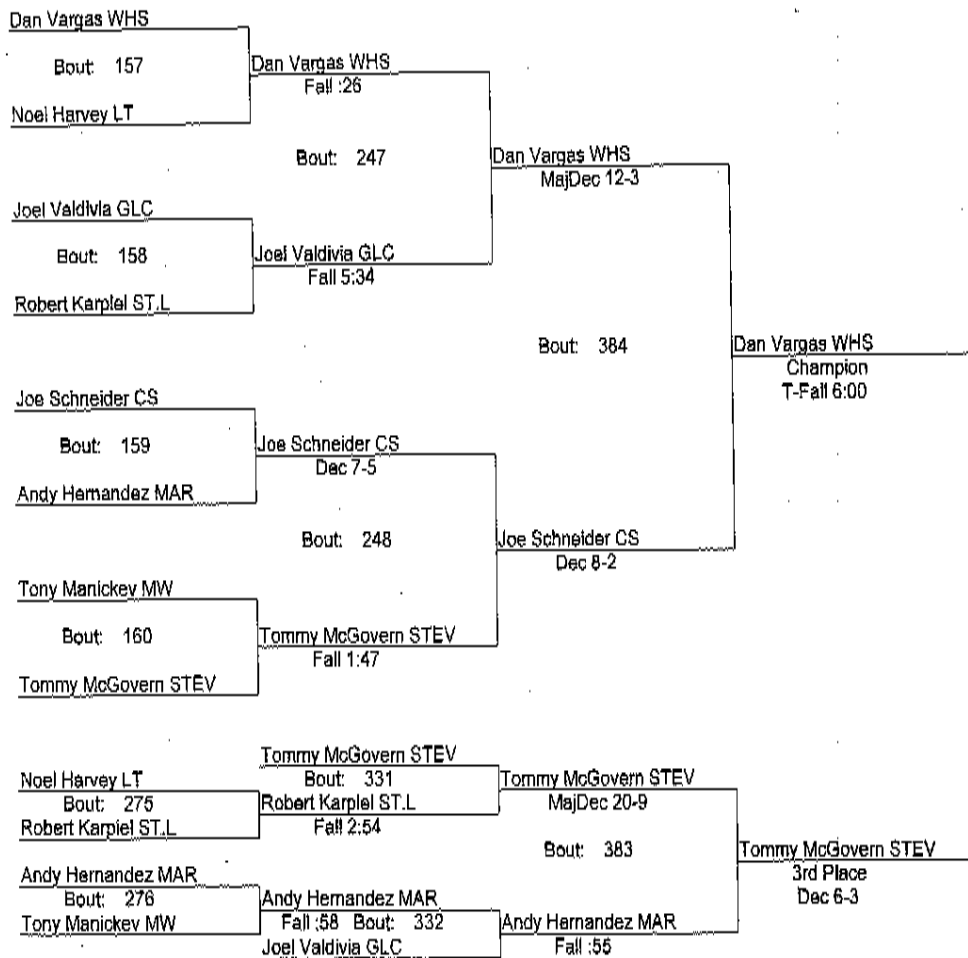 Dan Vargas WHS
Bout: 157
Dan Vargas WHS
Fall :26
Noel Harvey LT
Bout: 247
Dan Vargas WHS
MajDec 12-3
Joel Valdivia GLC
Bout: 158
Joel Valdivia GLC
Fall 5:34
Robert Karpiel ST.L
Bout: 384
Dan Vargas WHS
Champion
T-Fall 6:00
Joe Schneider CS
Bout: 159
Joe Schneider CS
Dec 7-5
Andy Hernandez MAR
Bout: 248
Joe Schneider CS
Dec 8-2
Tony Manickev MW
Bout: 160
Tommy McGovern STEV
Fall 1:47
Tommy McGovern STEV
Tommy McGovern STEV
Noel Harvey LT
Bout: 331
Tommy McGovern STEV
Bout: 275
Robert Karpiel ST.L
MajDec 20-9
Robert Karpiel ST.L
Fall 2:54
Bout: 383
Tommy McGovern STEV
3rd Place
Dec 6-3
Andy Hernandez MAR
Bout: 276
Andy Hernandez MAR
Tony Manickev MW
Fall :58 Bout: 332
Andy Hernandez MAR
Joel Valdivia GLC
Fall :55